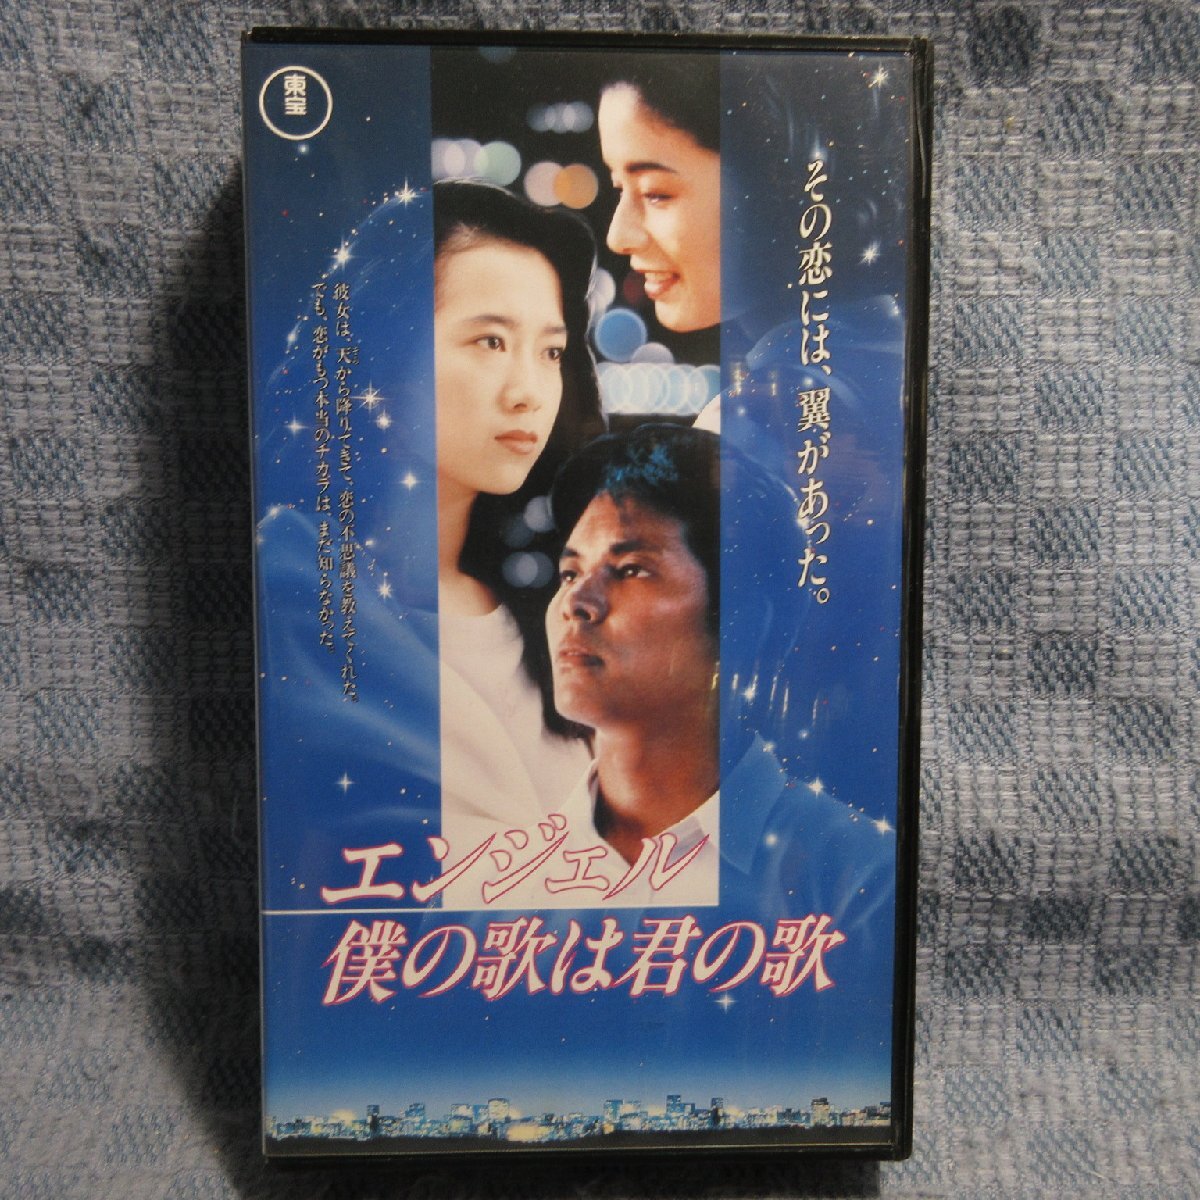 東宝
その恋には、翼があった。
彼女は、天から降りてきて、恋の不思議を教えてくれた。
でも、恋がもつ本当のチカラは、まだ知らなかった。
エンジェル
僕の歌は君の歌